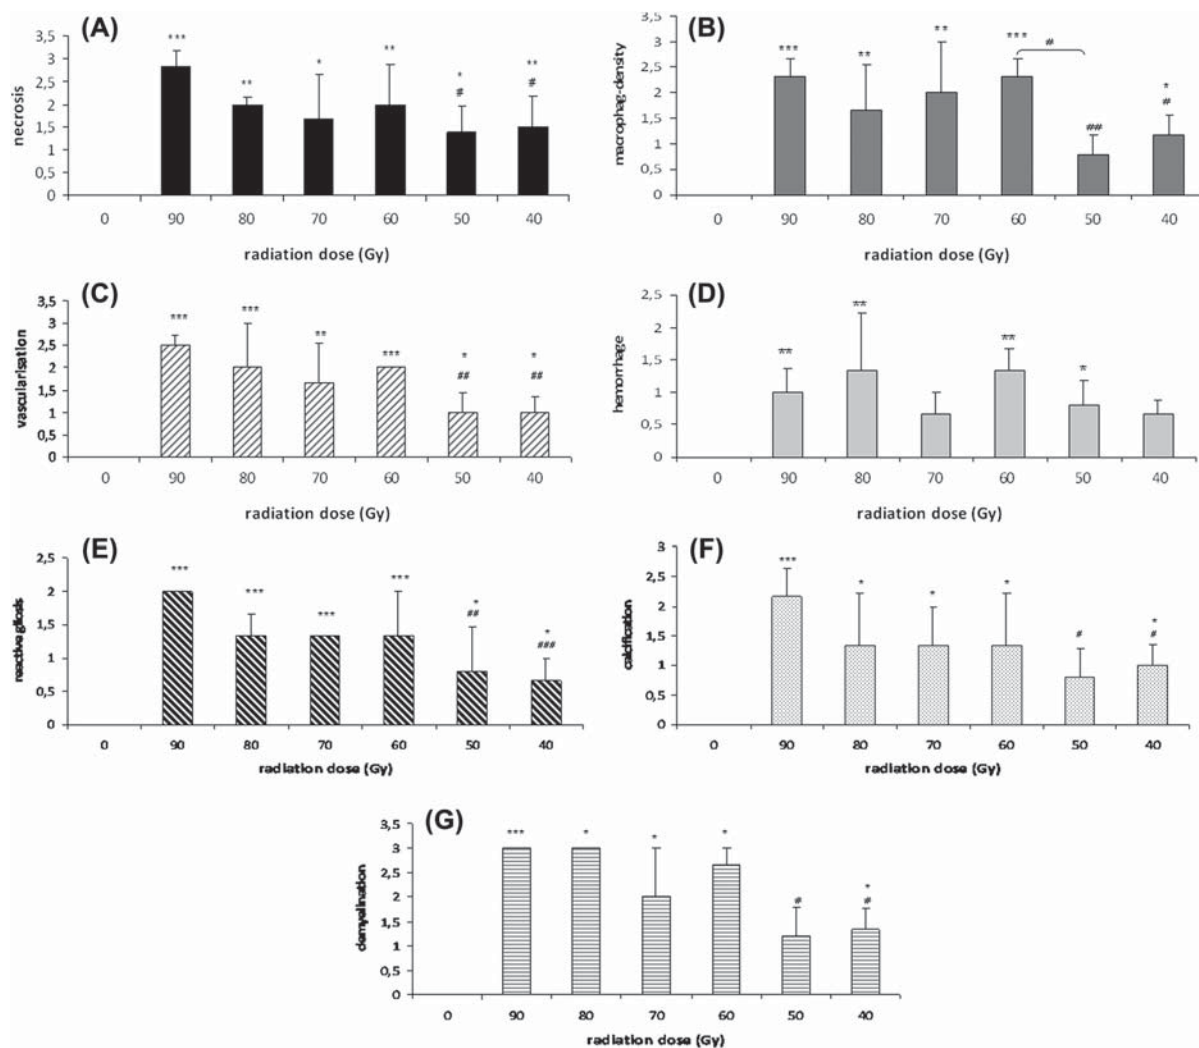 (A)
3,5
3
2,5
2
1,5
1
0,5
0
necrosis
*** ** * ** * **
# #
0 90 80 70 60 50 40
radiation dose (Gy)
(B)
3,5
3
2,5
2
1,5
1
0,5
0
macrophag-density
*** ** ** *** # ## * #
0 90 80 70 60 50 40
radiation dose (Gy)
(C)
3,5
3
2,5
2
1,5
1
0,5
0
vascularisation
*** *** ** *** * *
## ##
0 90 80 70 60 50 40
radiation dose (Gy)
(D)
2,5
2
1,5
1
0,5
0
hemorrhage
** ** ** *
0 90 80 70 60 50 40
radiation dose (Gy)
(E)
2,5
2
1,5
1
0,5
0
reactive gliosis
*** *** *** *** * *
## ###
0 90 80 70 60 50 40
radiation dose (Gy)
(F)
3
2,5
2
1,5
1
0,5
0
calcification
*** * * * # *
#
0 90 80 70 60 50 40
radiation dose (Gy)
(G)
3,5
3
2,5
2
1,5
1
0,5
0
demyelination
*** * * * # *
#
0 90 80 70 60 50 40
radiation dose (Gy)